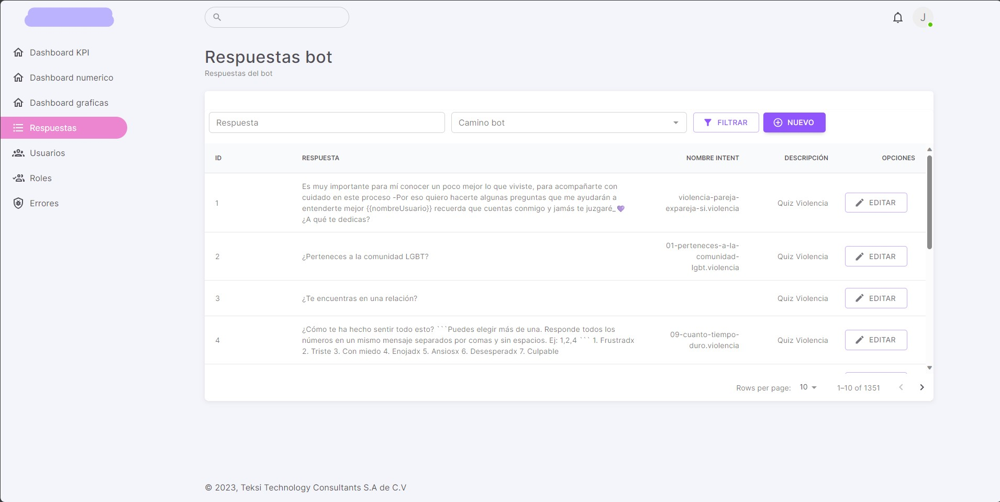 J
Dashboard KPI
Dashboard numerico
Dashboard graficas
Respuestas
Usuarios
Roles
Errores
Respuestas bot
Respuestas del bot
Respuesta
Camino bot
FILTRAR
NUEVO
ID RESPUESTA NOMBRE INTENT DESCRIPCIÓN OPCIONES
1
Es muy importante para mí conocer un poco mejor lo que viviste, para acompañarte con
cuidado en este proceso -Por eso quiero hacerte algunas preguntas que me ayudarán a
entenderte mejor {{nombreUsuario}} recuerda que cuentas conmigo y jamás te juzgaré_💜
¿A qué te dedicas?
violencia-pareja-
expareja-si.violencia
Quiz Violencia
EDITAR
2
¿Perteneces a la comunidad LGBT?
01-perteneces-a-la-
comunidad-
lgbt.violencia
Quiz Violencia
EDITAR
3
¿Te encuentras en una relación?
Quiz Violencia
EDITAR
4
¿Cómo te ha hecho sentir todo esto? ```Puedes elegir más de una. Responde todos los
números en un mismo mensaje separados por comas y sin espacios. Ej: 1,2,4 ``` 1. Frustradx
2. Triste 3. Con miedo 4. Enojadx 5. Ansiosx 6. Desesperadx 7. Culpable
09-cuanto-tiempo-
duro.violencia
Quiz Violencia
EDITAR
Rows per page: 10 1–10 of 1351
© 2023, Teksi Technology Consultants S.A de C.V